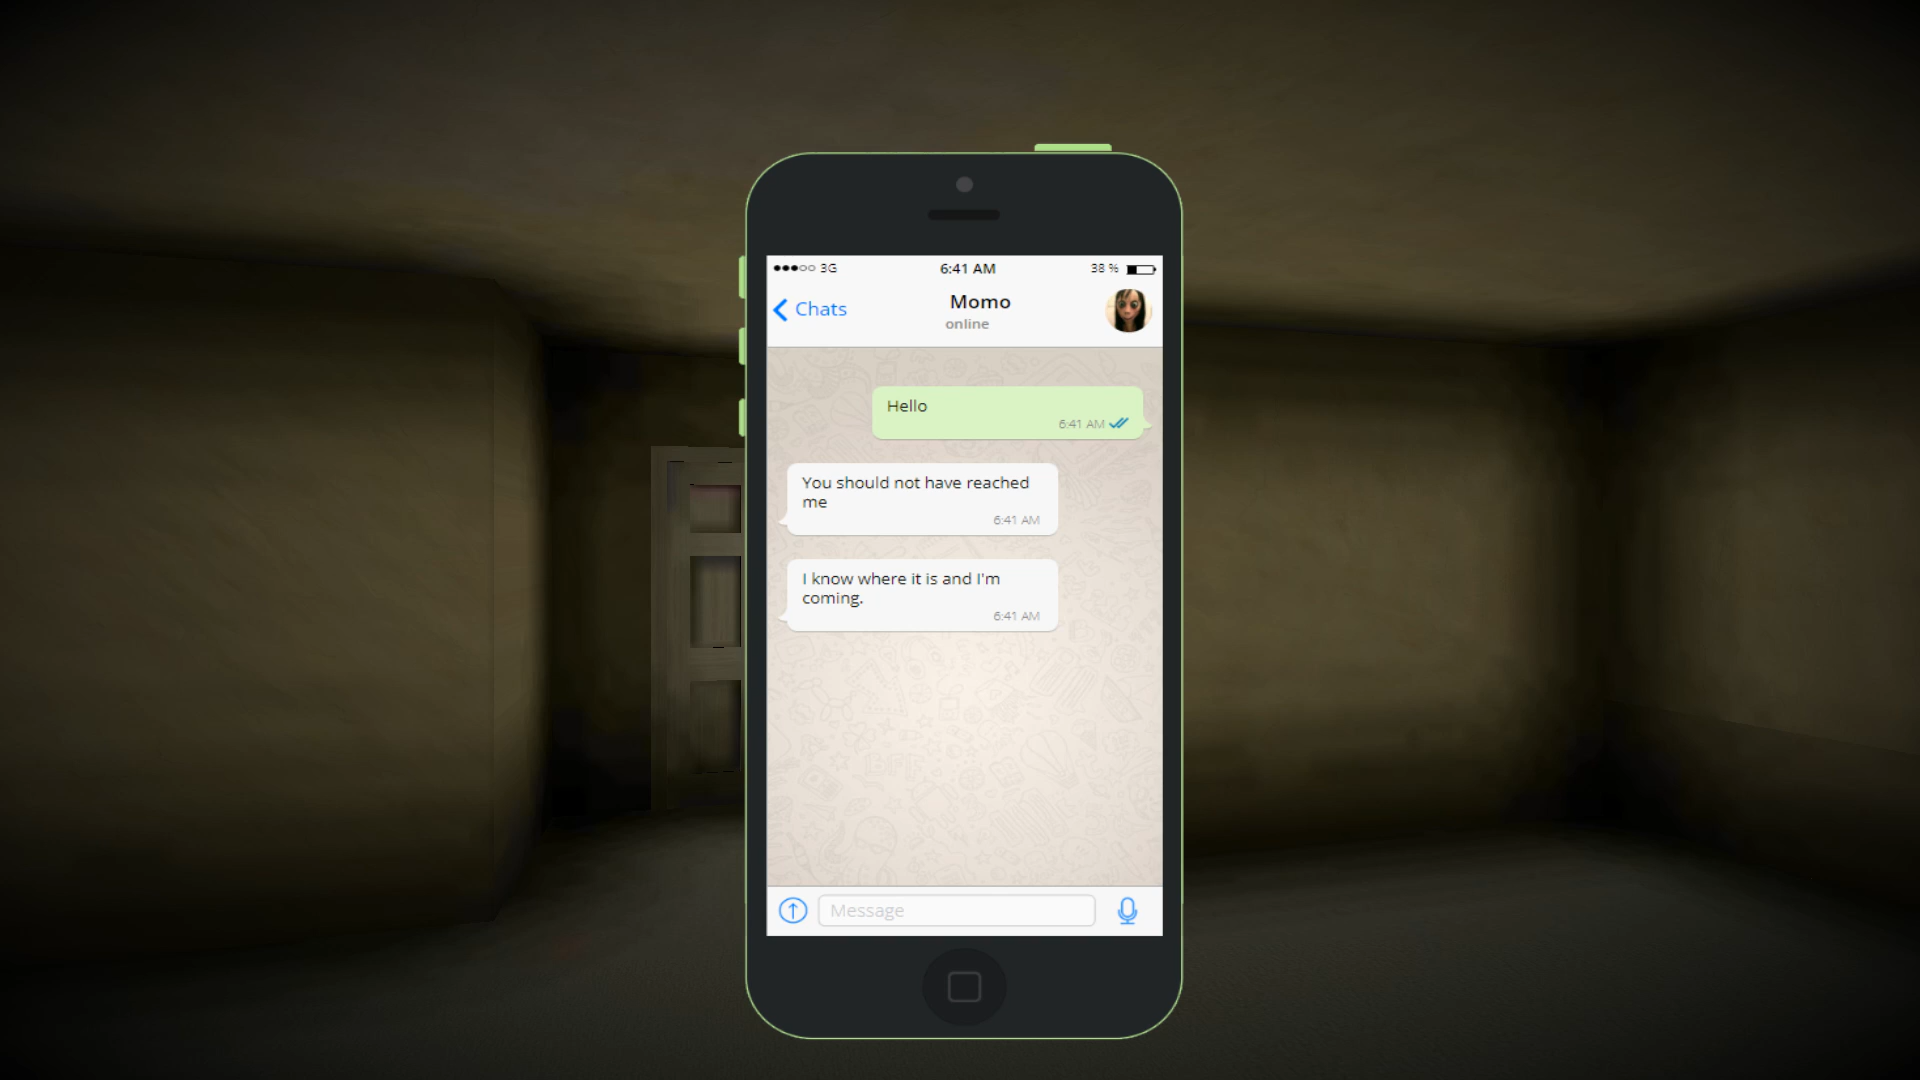 3G 6:41 AM 38 %
Chats
Momo
online
Hello
6:41 AM
You should not have reached
me
6:41 AM
I know where it is and I'm
coming.
6:41 AM
Message